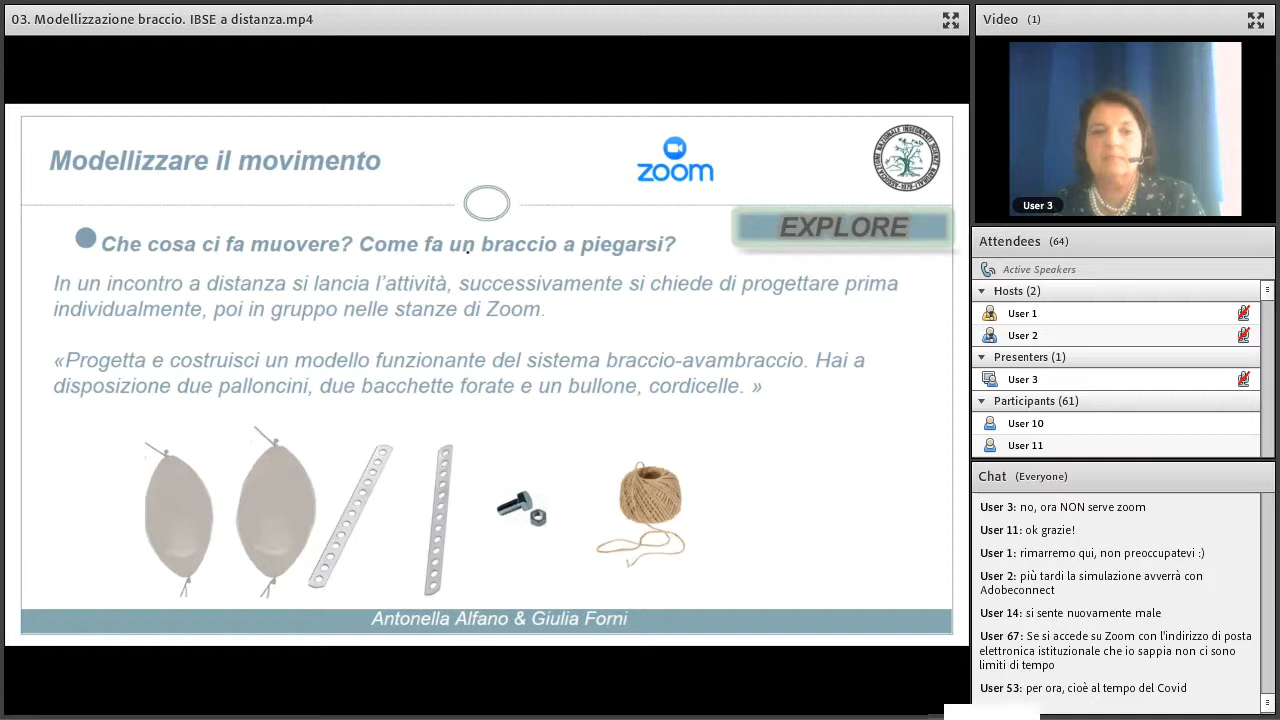 03. Modellizzazione braccio. IBSE a distanza.mp4
Modellizzare il movimento
zoom
ASSOCIAZIONE NAZIONALE INSEGNANTI SCIENZE NATURALI
EXPLORE
Che cosa ci fa muovere? Come fa un braccio a piegarsi?
In un incontro a distanza si lancia l’attività, successivamente si chiede di progettare prima
individualmente, poi in gruppo nelle stanze di Zoom.
«Progetta e costruisci un modello funzionante del sistema braccio-avambraccio. Hai a
disposizione due palloncini, due bacchette forate e un bullone, cordicelle. »
Antonella Alfano & Giulia Forni
Video (1)
User 3
Attendees (64)
Active Speakers
Hosts (2)
User 1
User 2
Presenters (1)
User 3
Participants (61)
User 10
User 11
Chat (Everyone)
User 3: no, ora NON serve zoom
User 11: ok grazie!
User 1: rimarremo qui, non preoccupatevi :)
User 2: più tardi la simulazione avverrà con
Adobeconnect
User 14: si sente nuovamente male
User 67: Se si accede su Zoom con l'indirizzo di posta
elettronica istituzionale che io sappia non ci sono
limiti di tempo
User 53: per ora, cioè al tempo del Covid